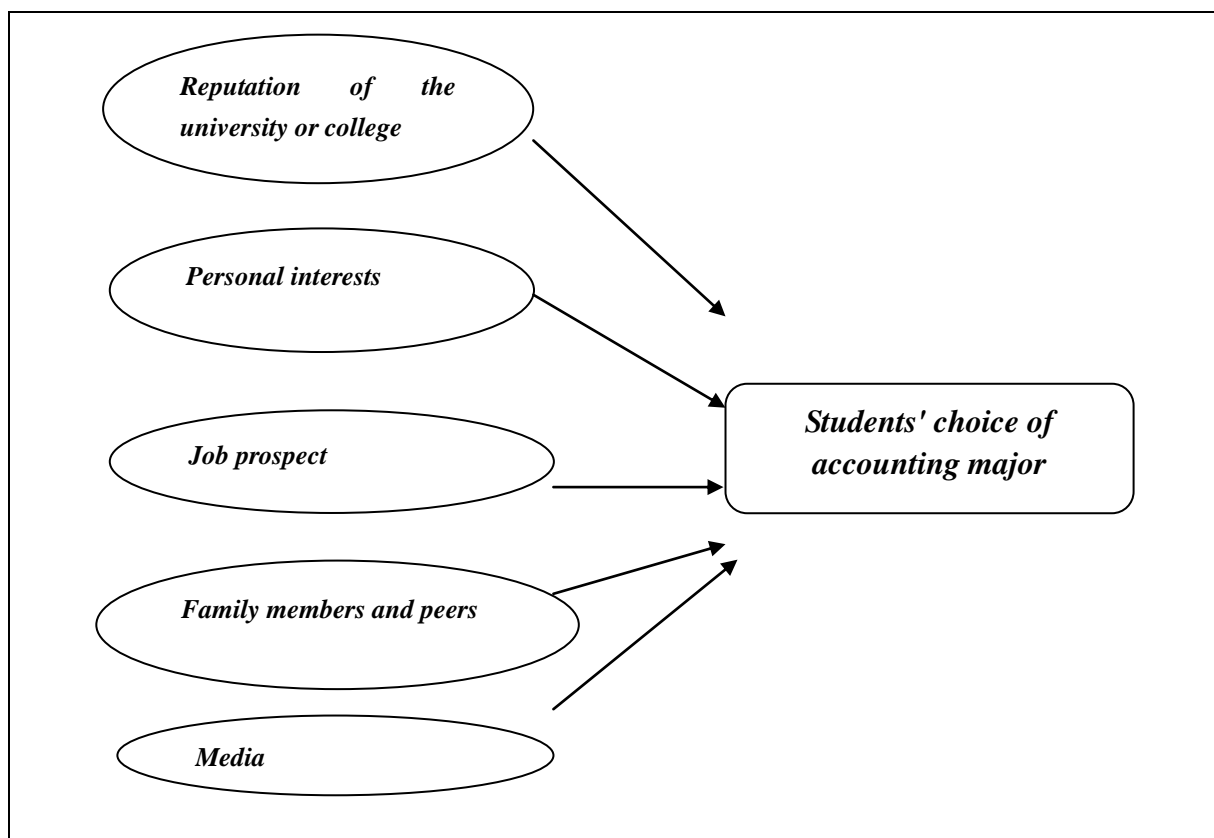 Reputation of the
university or college
Personal interests
Job prospect
Students' choice of
accounting major
Family members and peers
Media